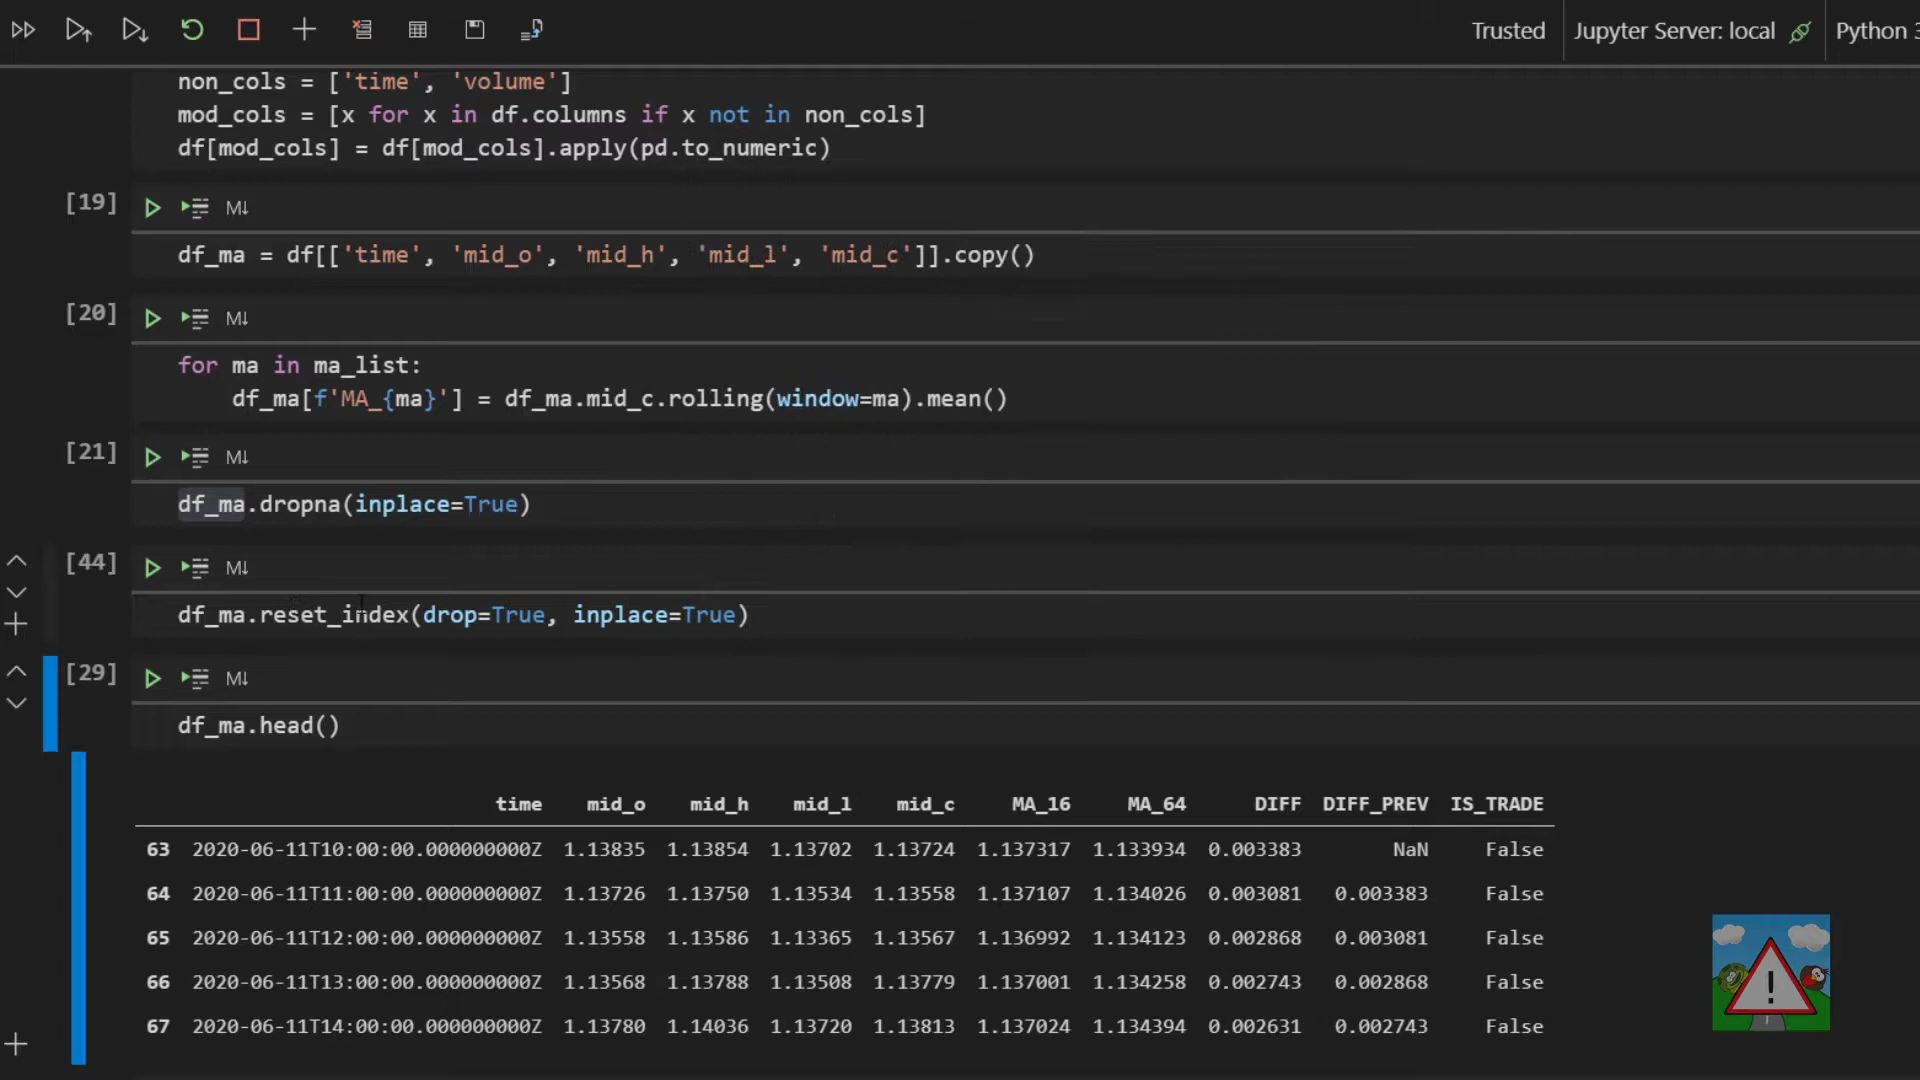 Trusted
Jupyter Server: local
Python 3
non_cols = ['time', 'volume']
mod_cols = [x for x in df.columns if x not in non_cols]
df[mod_cols] = df[mod_cols].apply(pd.to_numeric)
[19]
M↓
df_ma = df[['time', 'mid_o', 'mid_h', 'mid_l', 'mid_c']].copy()
[20]
M↓
for ma in ma_list:
df_ma[f'MA_{ma}'] = df_ma.mid_c.rolling(window=ma).mean()
[21]
M↓
df_ma.dropna(inplace=True)
[44]
M↓
df_ma.reset_index(drop=True, inplace=True)
[29]
M↓
df_ma.head()
time mid_o mid_h mid_l mid_c MA_16 MA_64 DIFF DIFF_PREV IS_TRADE
63 2020-06-11T10:00:00.000000000Z 1.13835 1.13854 1.13702 1.13724 1.137317 1.133934 0.003383 NaN False
64 2020-06-11T11:00:00.000000000Z 1.13726 1.13750 1.13534 1.13558 1.137107 1.134026 0.003081 0.003383 False
65 2020-06-11T12:00:00.000000000Z 1.13558 1.13586 1.13365 1.13567 1.136992 1.134123 0.002868 0.003081 False
66 2020-06-11T13:00:00.000000000Z 1.13568 1.13788 1.13508 1.13779 1.137001 1.134258 0.002743 0.002868 False
67 2020-06-11T14:00:00.000000000Z 1.13780 1.14036 1.13720 1.13813 1.137024 1.134394 0.002631 0.002743 False